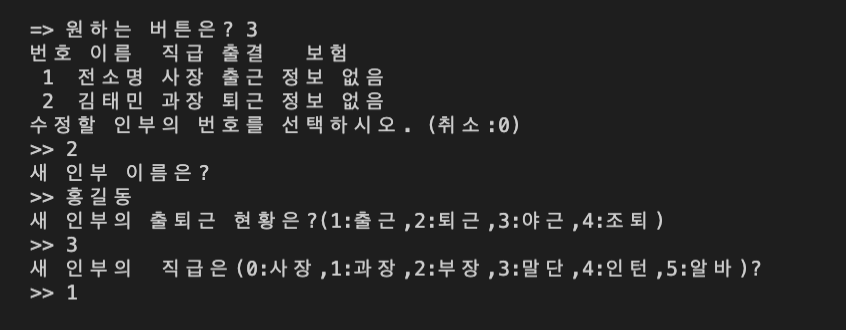 => 원하는 버튼은? 3
번호 이름  직급 출결   보험
 1  전소명 사장 출근 정보 없음
 2  김태민 과장 퇴근 정보 없음
수정할 인부의 번호를 선택하시오. (취소:0)
>> 2
새 인부 이름은?
>> 홍길동
새 인부의 출퇴근 현황은?(1:출근,2:퇴근,3:야근,4:조퇴)
>> 3
새 인부의  직급은(0:사장,1:과장,2:부장,3:말단,4:인턴,5:알바)?
>> 1